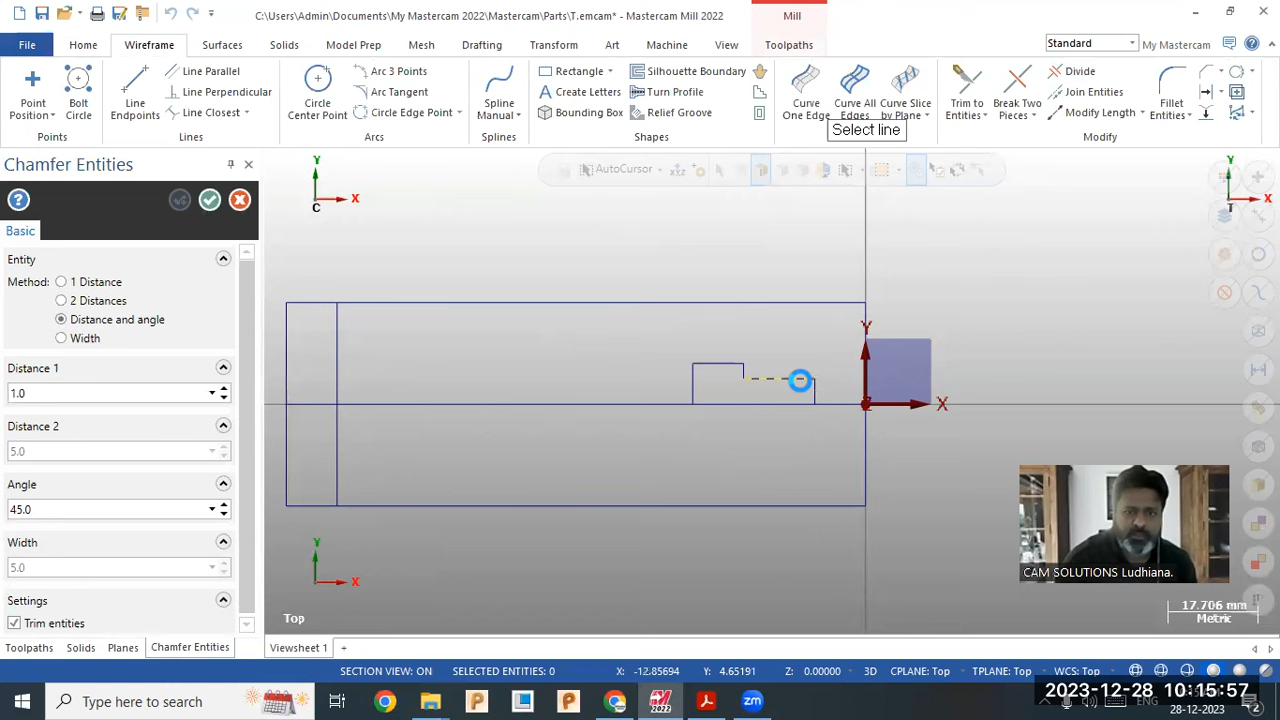 C:\Users\Admin\Documents\My Mastercam 2022\Mastercam\Parts\T.emcam* - Mastercam Mill 2022
Mill
File Home Wireframe Surfaces Solids Model Prep Mesh Drafting Transform Art Machine View Toolpaths Standard My Mastercam
Point Position
Bolt Circle
Points
Line Endpoints
Line Parallel
Line Perpendicular
Line Closest
Lines
Circle Center Point
Arc 3 Points
Arc Tangent
Circle Edge Point
Arcs
Spline Manual
Splines
Rectangle
Create Letters
Bounding Box
Silhouette Boundary
Turn Profile
Relief Groove
Shapes
Curve One Edge
Curve All Edges
Curve Slice by Plane
Select line
Trim to Entities
Break Two Pieces
Divide
Join Entities
Modify Length
Fillet Entities
Modify
Chamfer Entities
Basic
Entity
Method:
1 Distance
2 Distances
Distance and angle
Width
Distance 1
1.0
Distance 2
5.0
Angle
45.0
Width
5.0
Settings
Trim entities
AutoCursor
Y
X
C
Y
X
T
Y
X
Y
X
Top
CAM SOLUTIONS Ludhiana.
17.706 mm
Metric
Toolpaths Solids Planes Chamfer Entities Viewsheet 1 +
SECTION VIEW: ON SELECTED ENTITIES: 0 X: -12.85694 Y: 4.65191 Z: 0.00000 3D CPLANE: Top TPLANE: Top WCS: Top
Type here to search
2023-12-28 10:15:57
ENG
28-12-2023